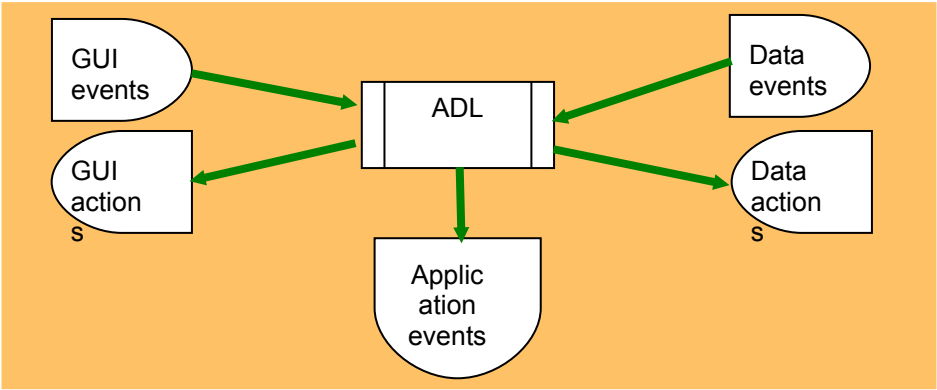 GUI
events
ADL
Data
events
GUI
action
s
Data
action
s
Applic
ation
events